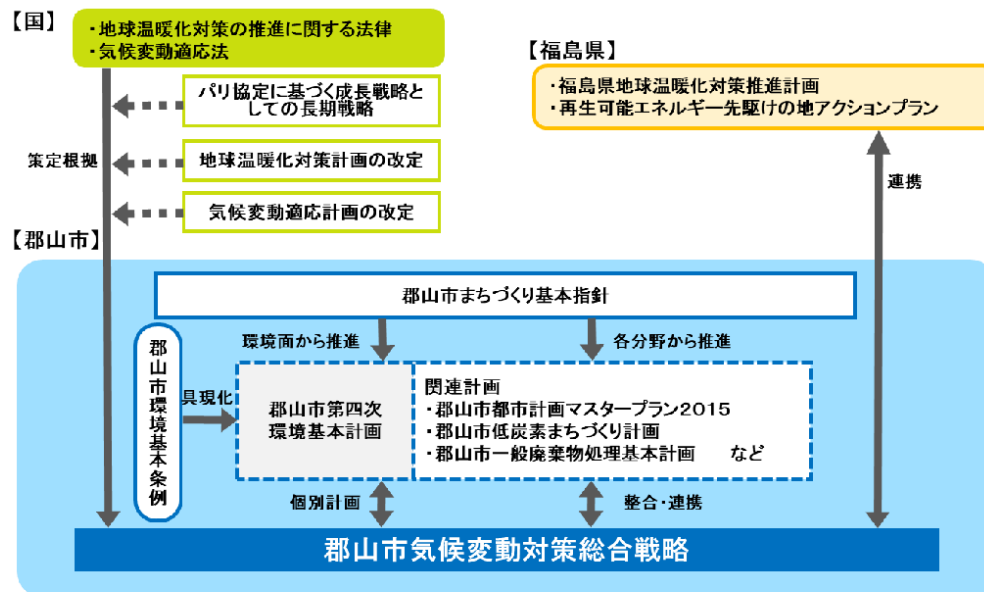 【国】
・地球温暖化対策の推進に関する法律
・気候変動適応法
【福島県】
・福島県地球温暖化対策推進計画
・再生可能エネルギー先駆けの地アクションプラン
パリ協定に基づく成長戦略と
しての長期戦略
策定根拠
地球温暖化対策計画の改定
連携
気候変動適応計画の改定
【郡山市】
郡山市まちづくり基本指針
環境面から推進
各分野から推進
郡山市環境基本条例
具現化
郡山市第四次
環境基本計画
関連計画
・郡山市都市計画マスタープラン2015
・郡山市低炭素まちづくり計画
・郡山市一般廃棄物処理基本計画　など
個別計画
整合・連携
郡山市気候変動対策総合戦略